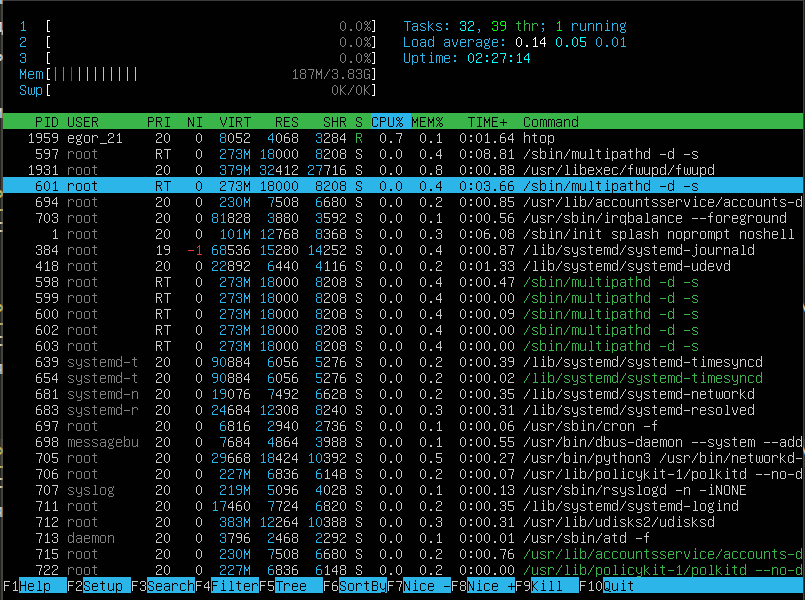 1  [ 0.0%] Tasks: 32, 39 thr; 1 running
2  [ 0.0%] Load average: 0.14 0.05 0.01
3  [ 0.0%] Uptime: 02:27:14
Mem[||||||||||| 187M/3.83G]
Swp[ 0K/0K]
PID USER PRI NI VIRT RES SHR S CPU% MEM% TIME+ Command
1959 egor_21 20 0 8052 4068 3284 R 0.7 0.1 0:01.64 htop
597 root RT 0 273M 18000 8208 S 0.0 0.4 0:08.81 /sbin/multipathd -d -s
1931 root 20 0 379M 32412 27716 S 0.0 0.8 0:00.88 /usr/libexec/fwupd/fwupd
601 root RT 0 273M 18000 8208 S 0.0 0.4 0:03.66 /sbin/multipathd -d -s
694 root 20 0 230M 7508 6680 S 0.0 0.2 0:00.85 /usr/lib/accountsservice/accounts-d
703 root 20 0 81828 3880 3592 S 0.0 0.1 0:00.56 /usr/sbin/irqbalance --foreground
1 root 20 0 101M 12768 8368 S 0.0 0.3 0:06.08 /sbin/init splash noprompt noshell
384 root 19 -1 68536 15280 14252 S 0.0 0.4 0:00.87 /lib/systemd/systemd-journald
418 root 20 0 22892 6440 4116 S 0.0 0.2 0:01.33 /lib/systemd/systemd-udevd
598 root RT 0 273M 18000 8208 S 0.0 0.4 0:00.47 /sbin/multipathd -d -s
599 root RT 0 273M 18000 8208 S 0.0 0.4 0:00.00 /sbin/multipathd -d -s
600 root RT 0 273M 18000 8208 S 0.0 0.4 0:00.09 /sbin/multipathd -d -s
602 root RT 0 273M 18000 8208 S 0.0 0.4 0:00.00 /sbin/multipathd -d -s
603 root RT 0 273M 18000 8208 S 0.0 0.4 0:00.00 /sbin/multipathd -d -s
639 systemd-t 20 0 90884 6056 5276 S 0.0 0.2 0:00.39 /lib/systemd/systemd-timesyncd
654 systemd-t 20 0 90884 6056 5276 S 0.0 0.2 0:00.02 /lib/systemd/systemd-timesyncd
681 systemd-n 20 0 19076 7492 6628 S 0.0 0.2 0:00.35 /lib/systemd/systemd-networkd
683 systemd-r 20 0 24684 12308 8240 S 0.0 0.3 0:00.31 /lib/systemd/systemd-resolved
697 root 20 0 6816 2940 2736 S 0.0 0.1 0:00.06 /usr/sbin/cron -f
698 messagebu 20 0 7684 4864 3988 S 0.0 0.1 0:00.55 /usr/bin/dbus-daemon --system --add
705 root 20 0 29668 18424 10392 S 0.0 0.5 0:00.27 /usr/bin/python3 /usr/bin/networkd-
706 root 20 0 227M 6836 6148 S 0.0 0.2 0:00.07 /usr/lib/policykit-1/polkitd --no-d
707 syslog 20 0 219M 5096 4028 S 0.0 0.1 0:00.13 /usr/sbin/rsyslogd -n -iNONE
711 root 20 0 17460 7724 6820 S 0.0 0.2 0:00.40 /lib/systemd/systemd-logind
712 root 20 0 383M 12264 10388 S 0.0 0.3 0:00.31 /usr/lib/udisks2/udisksd
713 daemon 20 0 3796 2468 2292 S 0.0 0.1 0:00.01 /usr/sbin/atd -f
715 root 20 0 230M 7508 6680 S 0.0 0.2 0:00.76 /usr/lib/accountsservice/accounts-d
722 root 20 0 227M 6836 6148 S 0.0 0.2 0:00.00 /usr/lib/policykit-1/polkitd --no-d
F1Help F2Setup F3SearchF4FilterF5Tree F6SortByF7Nice -F8Nice +F9Kill F10Quit